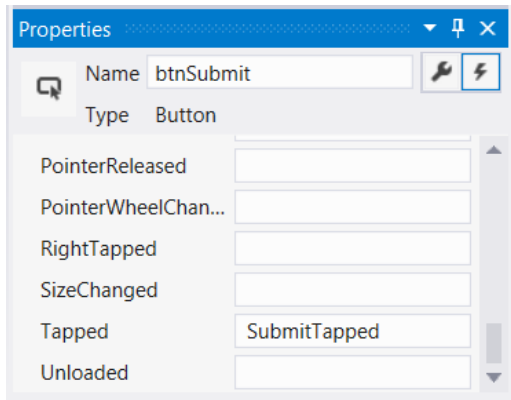 Properties
Name btnSubmit
Type Button
PointerReleased
PointerWheelChan...
RightTapped
SizeChanged
Tapped SubmitTapped
Unloaded